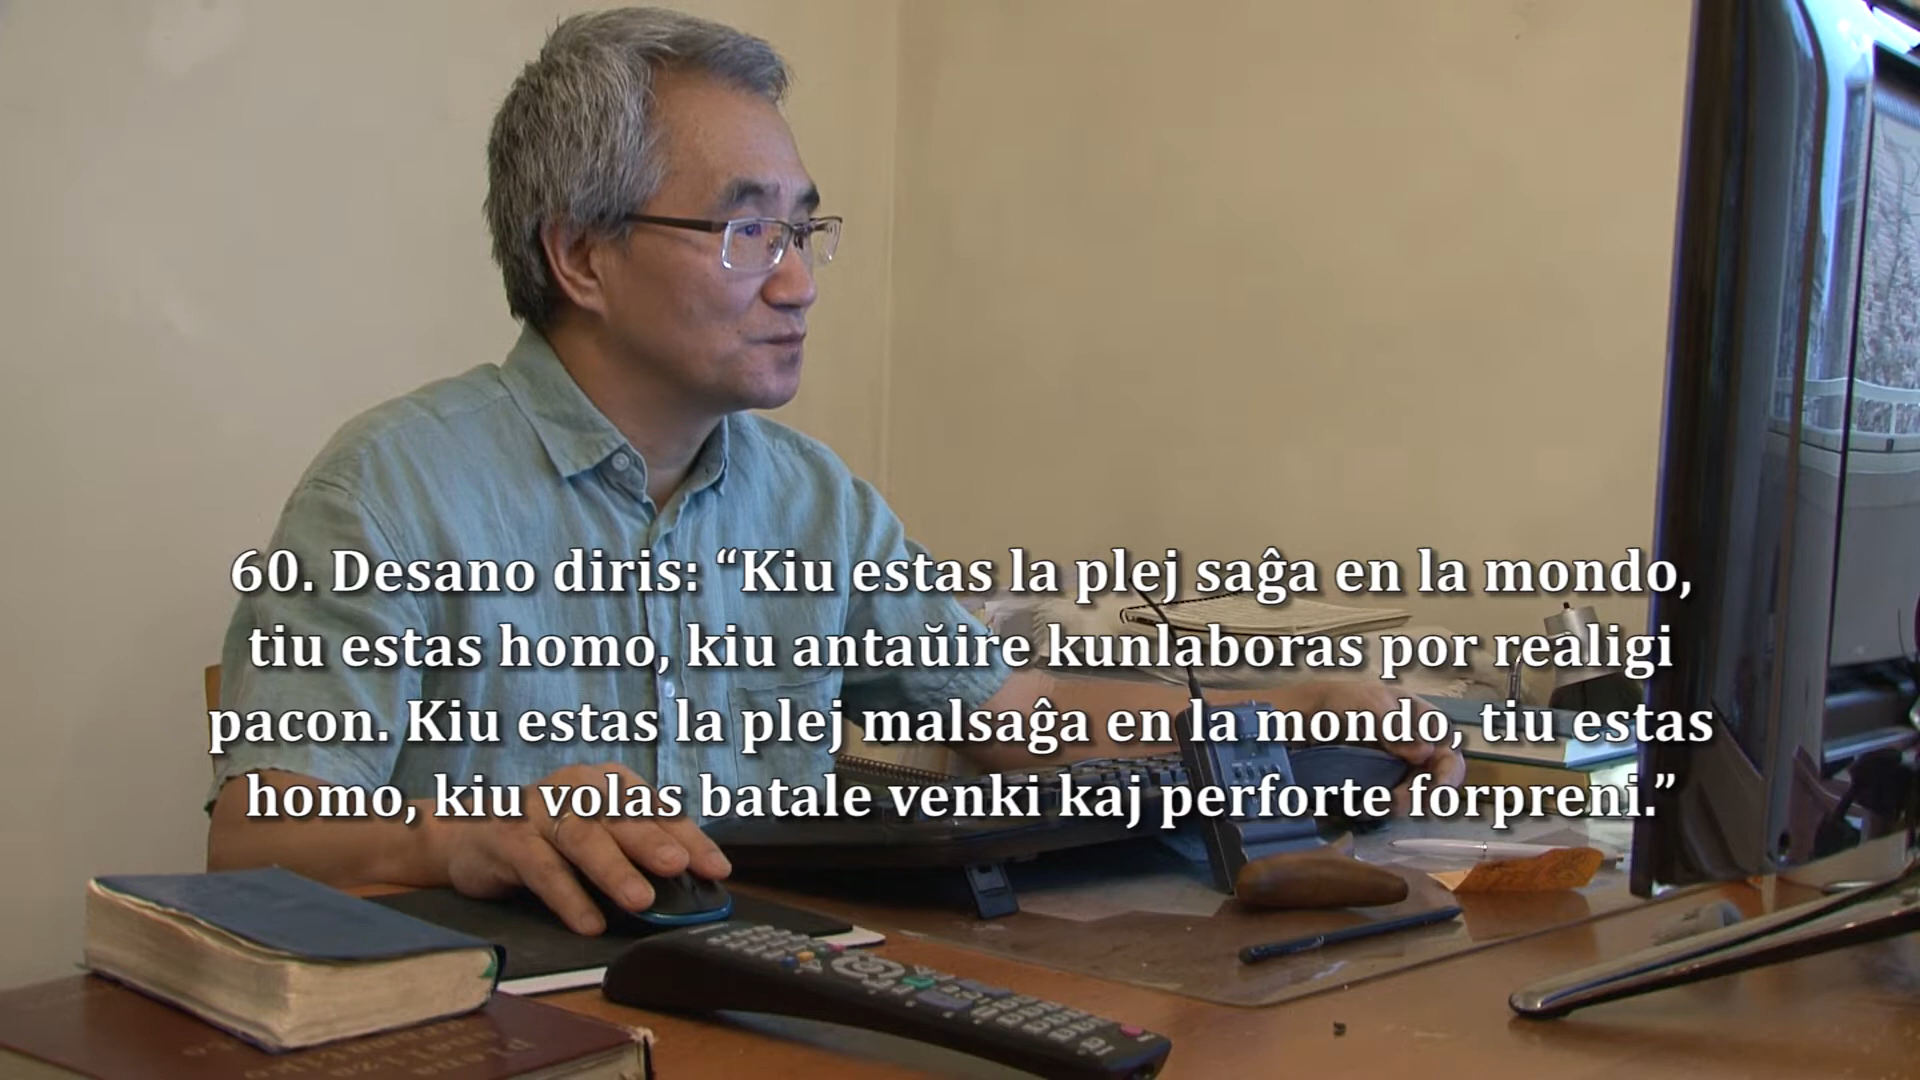 60. Desano diris: “Kiu estas la plej saĝa en la mondo,
tiu estas homo, kiu antaŭire kunlaboras por realigi
pacon. Kiu estas la plej malsaĝa en la mondo, tiu estas
homo, kiu volas batale venki kaj perforte forpreni.”
Plena